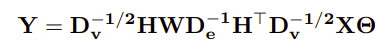 Y = D_v^{-1/2} H W D_e^{-1} H^⊤ D_v^{-1/2} X Θ